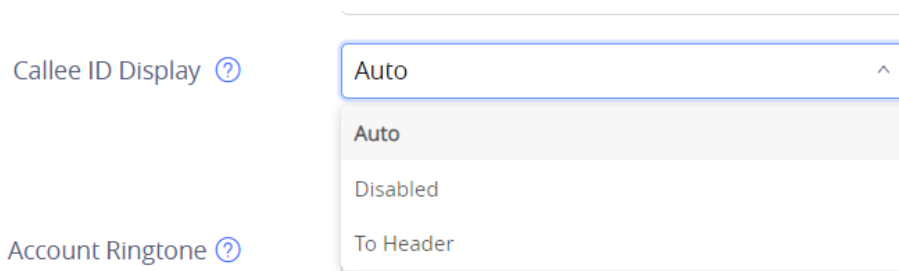 Callee ID Display ?
Auto
Auto
Disabled
To Header
Account Ringtone ?